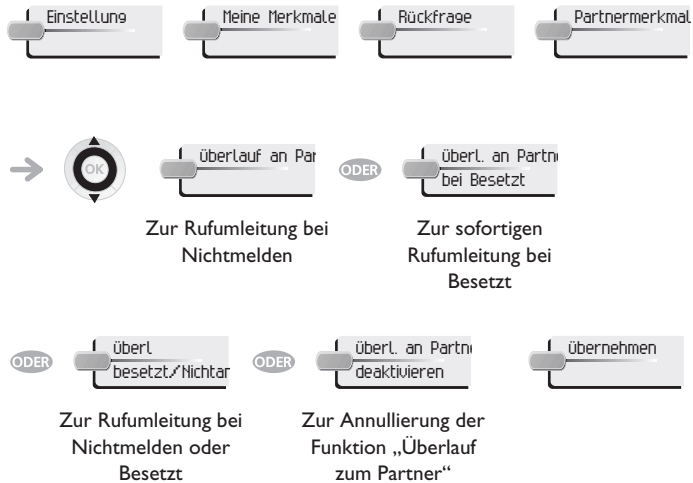 Einstellung
Meine Merkmale
Rückfrage
Partnermerkmal
OK
überlauf an Par
ODER
überl. an Partne
bei Besetzt
Zur Rufumleitung bei
Nichtmelden
Zur sofortigen
Rufumleitung bei
Besetzt
ODER
überl
besetzt/Nichtar
ODER
überl. an Partne
deaktivieren
übernehmen
Zur Rufumleitung bei
Nichtmelden oder
Besetzt
Zur Annullierung der
Funktion „Überlauf
zum Partner“